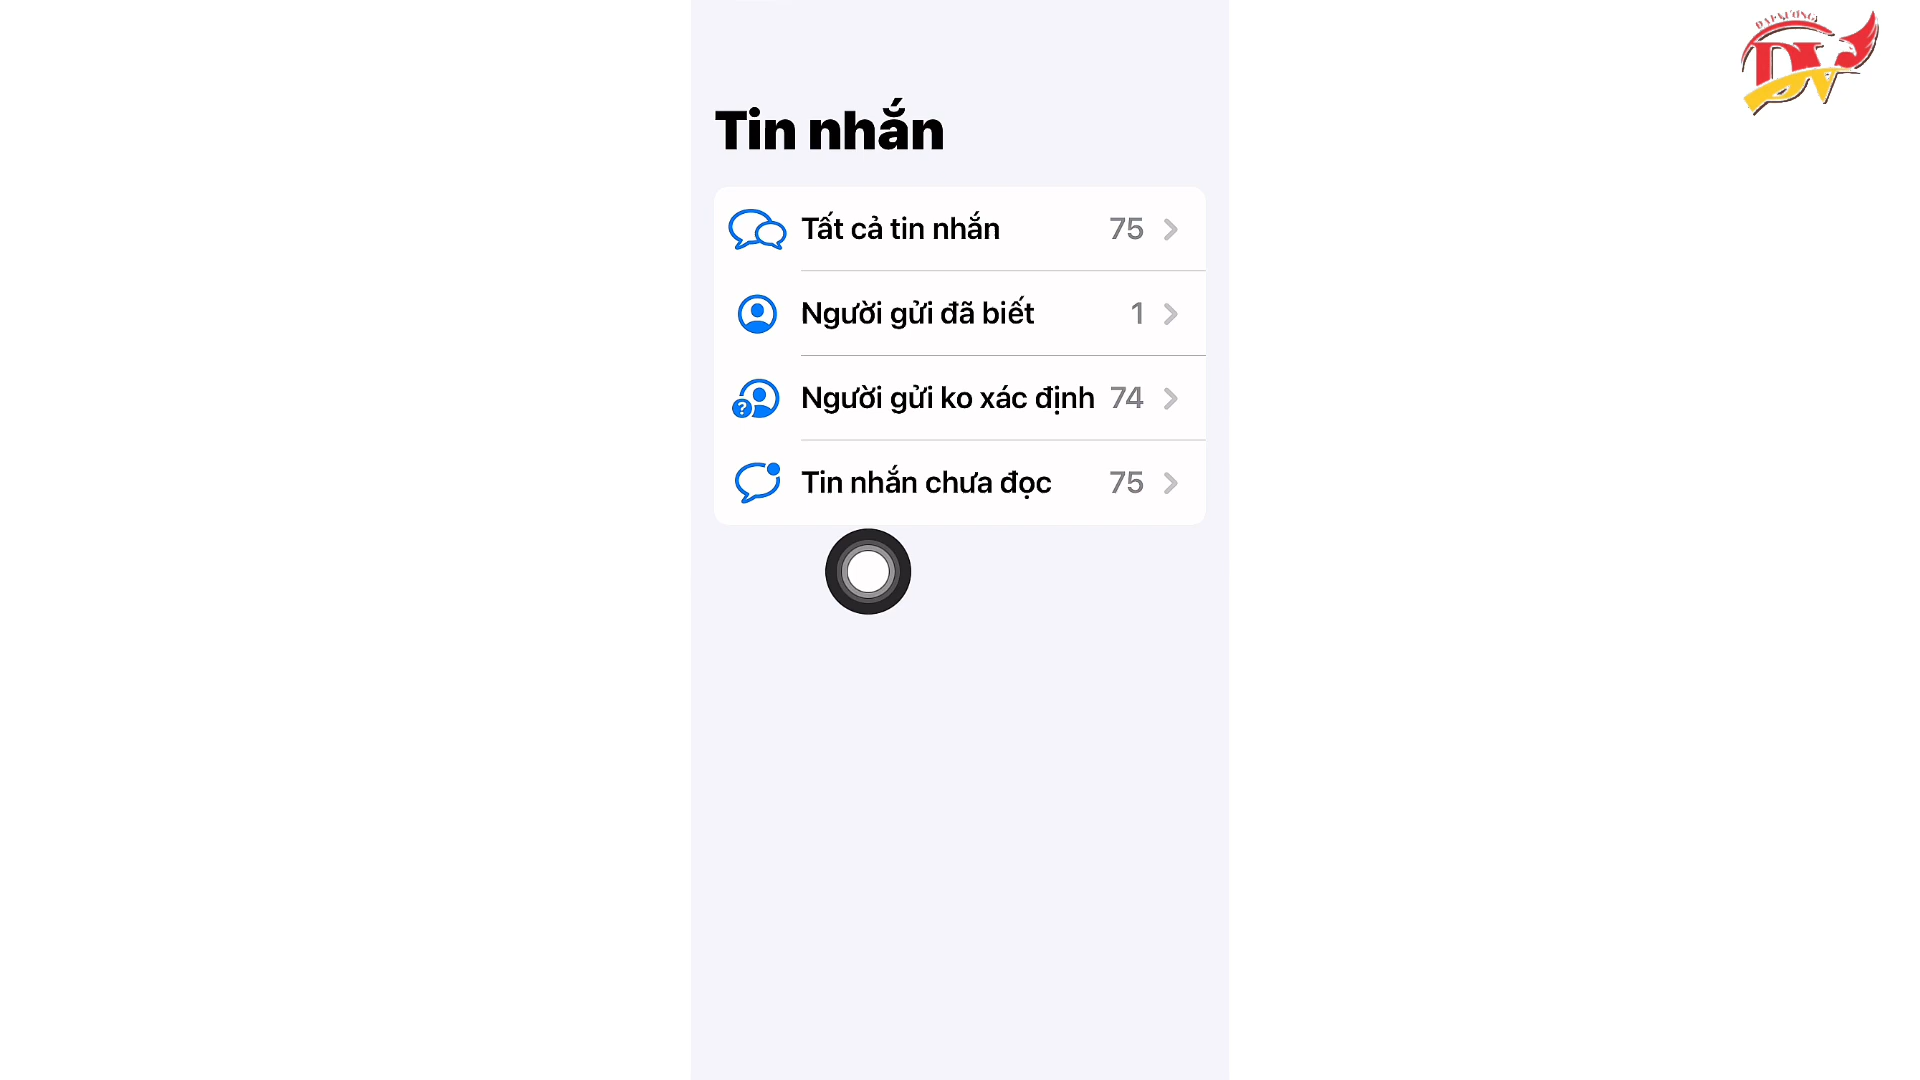 Tin nhắn
Tất cả tin nhắn 75
Người gửi đã biết 1
Người gửi ko xác định 74
Tin nhắn chưa đọc 75
DV